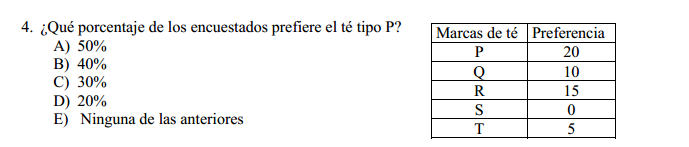 4. ¿Qué porcentaje de los encuestados prefiere el té tipo P?
A) 50%
B) 40%
C) 30%
D) 20%
E) Ninguna de las anteriores
Marcas de té Preferencia
P 20
Q 10
R 15
S 0
T 5